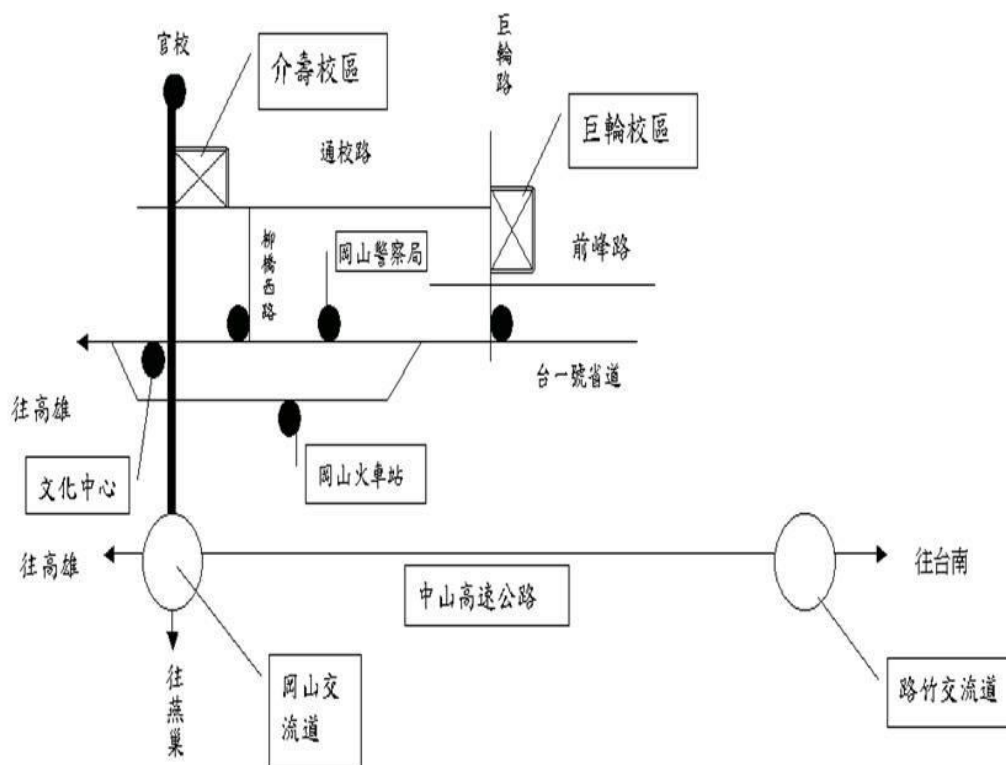 官校
介壽校區
巨輪路
巨輪校區
通校路
柳橋西路
岡山警察局
前峰路
台一號省道
往高雄
文化中心
岡山火車站
往高雄
中山高速公路
往台南
往燕巢
岡山交
流道
路竹交流道